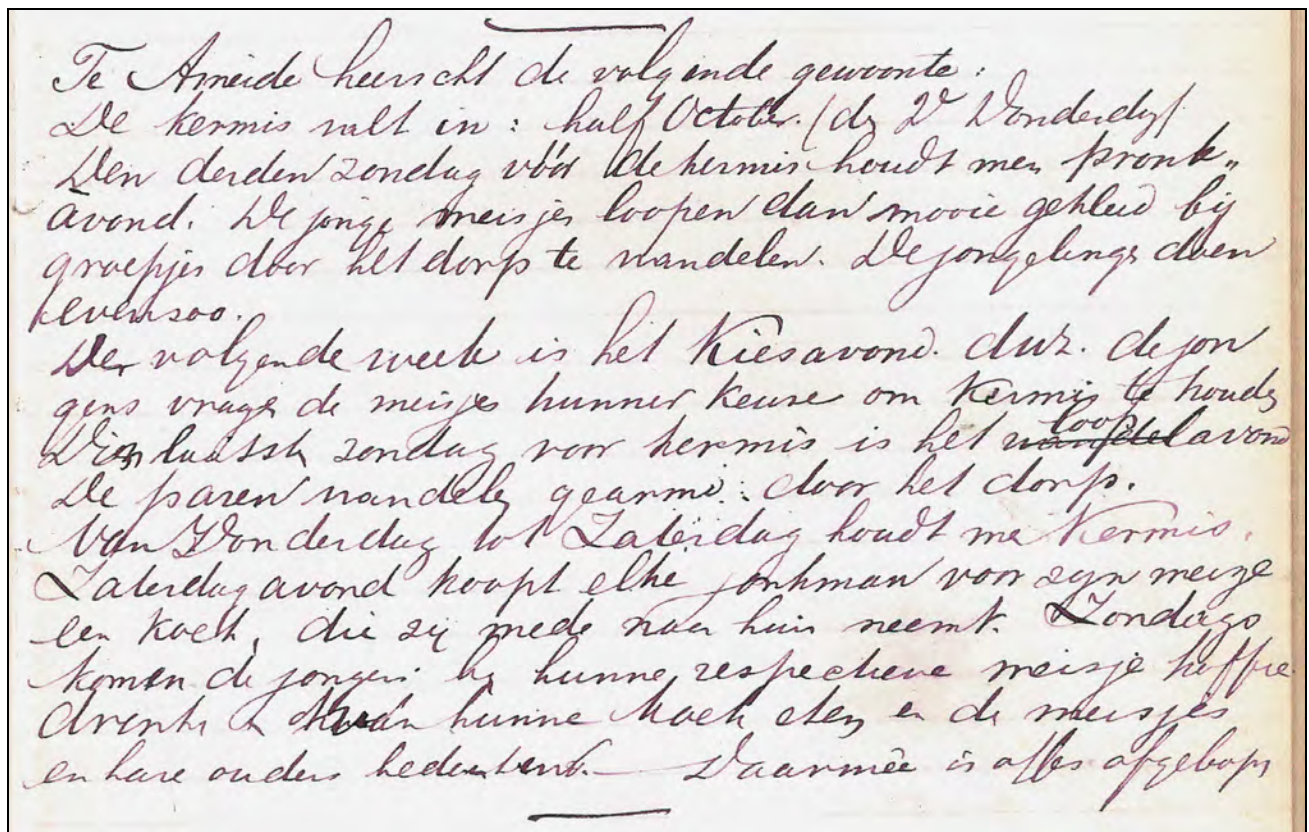 Te Ameide heerscht de volgende gewoonte:
De kermis valt in: half October. (de 2e Donderdag)
Den derden zondag vóór de kermis houdt men pronk„
avond. De jonge meisjes loopen dan mooie gekleed bij
groepjes door het dorp te wandelen. De jongelings doen
evenzoo.
De volgende week is het Kiesavond. dwz. de jon
gens vragen de meisjes hunner keuze om Kermis te houden
Den laatste zondag voor kermis is het loop avond
De paren wandelen gearmd door het dorp.
Van Donderdag tot Zaterdag houdt men Kermis.
Zaterdagavond koopt elke jonkman voor zijn meisje
een koek, die zij mede naar huis neemt. Zondags
komen de jongens bij hunne respectieve meisje koffie
drinken hunne koek eten en de meisjes
en hare ouders bedanken. — Daarmeê is alles afgeloopen